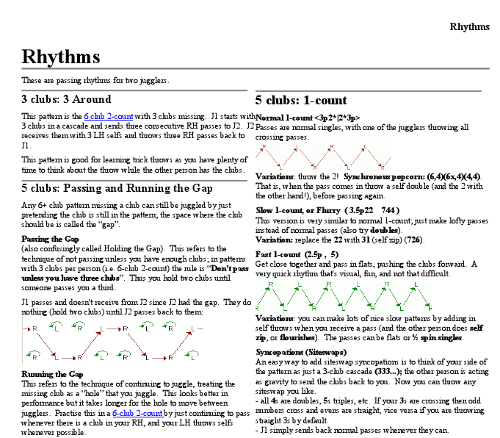 Rhythms
Rhythms
These are passing rhythms for two jugglers.
3 clubs: 3 Around
This pattern is the 6 club 2-count with 3 clubs missing. J1 starts with
3 clubs in a cascade and sends three consecutive RH passes to J2. J2
receives them with 3 LH selfs and throws three RH passes back to
J1.
This pattern is good for learning trick throws as you have plenty of
time to think about the throw while the other person has the clubs.
5 clubs: Passing and Running the Gap
Any 6+ club pattern missing a club can still be juggled by just
pretending the club is still in the pattern; the space where the club
should be is called the "gap".
Passing the Gap
(also confusingly called Holding the Gap). This refers to the
technique of not passing unless you have enough clubs; in patterns
with 3 clubs per person (i.e. 6-club 2-count) the rule is "Don't pass
unless you have three clubs". Thus you hold two clubs until
someone passes you a third.
J1 passes and doesn't receive from J2 since J2 had the gap. They do
nothing (hold two clubs) until J2 passes back to them:
R L R L R L
R L R L R
Running the Gap
This refers to the technique of continuing to juggle, treating the
missing club as a "hole" that you juggle. This looks better in
performance but it takes longer for the hole to move between
jugglers. Practise this in a 6-club 2-count by just continuing to pass
whenever there is a club in your RH, and your LH throws selfs
whenever possible.
5 clubs: 1-count
Normal 1-count <3p2*|2*3p>
Passes are normal singles, with one of the jugglers throwing all
crossing passes.
Variations: throw the 2! Synchronous popcorn: (6,4)(6x,4)(4,4)
That is, when the pass comes in throw a self double (and the 2 with
the other hand!), before passing again.
Slow 1-count, or Flurry (3.5p22 744)
This version is very similar to normal 1-count; just make lofty passes
instead of normal passes (also try doubles).
Variation: replace the 22 with 31 (self zip) (726).
Fast 1-count (2.5p , 5)
Get close together and pass in flats, pushing the clubs forward. A
very quick rhythm that's visual, fun, and not that difficult.
Variations: you can make lots of nice slow patterns by adding in
self throws when you receive a pass (and the other person does self
zip, or flourishes). The passes can be flats or ½ spin singles.
Syncopations (Siteswaps)
An easy way to add siteswap syncopations is to think of your side of
the pattern as just a 3-club cascade (333...); the other person is acting
as gravity to send the clubs back to you. Now you can throw any
siteswap you like.
- all 4s are doubles, 5s triples, etc. If your 3s are crossing then odd
numbers cross and evens are straight, vice versa if you are throwing
straight 3s by default.
- J1 simply sends back normal passes whenever they can.